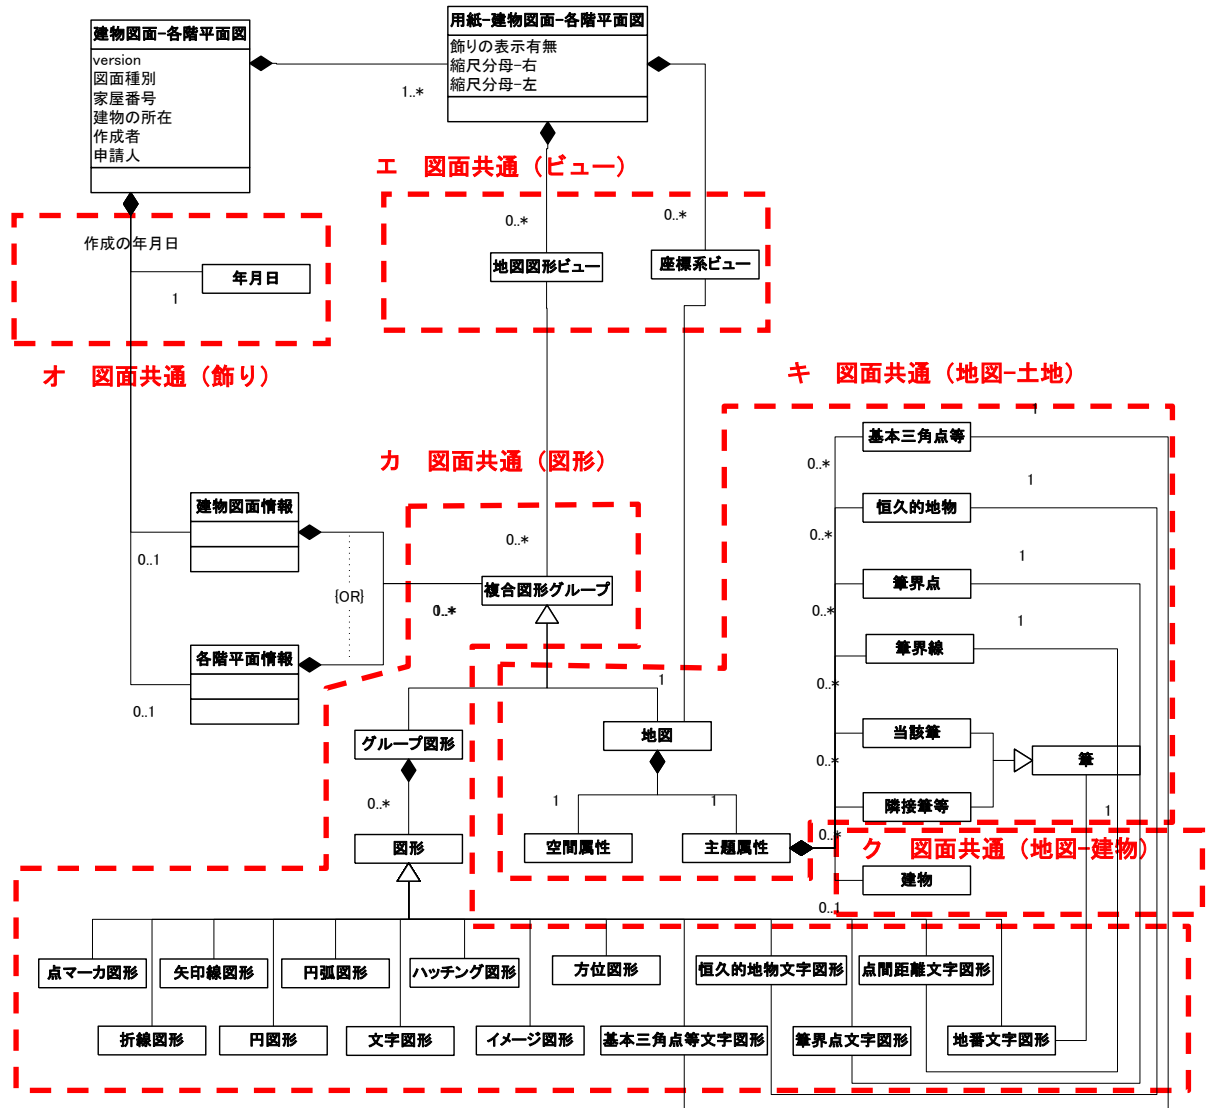 建物図面-各階平面図
version
図面種別
家屋番号
建物の所在
作成者
申請人
用紙-建物図面-各階平面図
飾りの表示有無
縮尺分母-右
縮尺分母-左
1..*
エ　図面共通（ビュー）
0..*
0..*
地図図形ビュー
座標系ビュー
作成の年月日
年月日
1
オ　図面共通（飾り）
キ　図面共通（地図-土地）
1
基本三角点等
0..*
カ　図面共通（図形）
1
恒久的地物
0..*
建物図面情報
0..1
0..*
{OR}
複合図形グループ
0..*
1
筆界点
0..*
1
筆界線
0..*
各階平面情報
0..1
1
グループ図形
地図
当該筆
筆
0..*
0..*
1
1
隣接筆等
1
図形
空間属性
主題属性
0..*
ク　図面共通（地図-建物）
建物
0..1
点マーカ図形
矢印線図形
円弧図形
ハッチング図形
方位図形
恒久的地物文字図形
点間距離文字図形
折線図形
円図形
文字図形
イメージ図形
基本三角点等文字図形
筆界点文字図形
地番文字図形